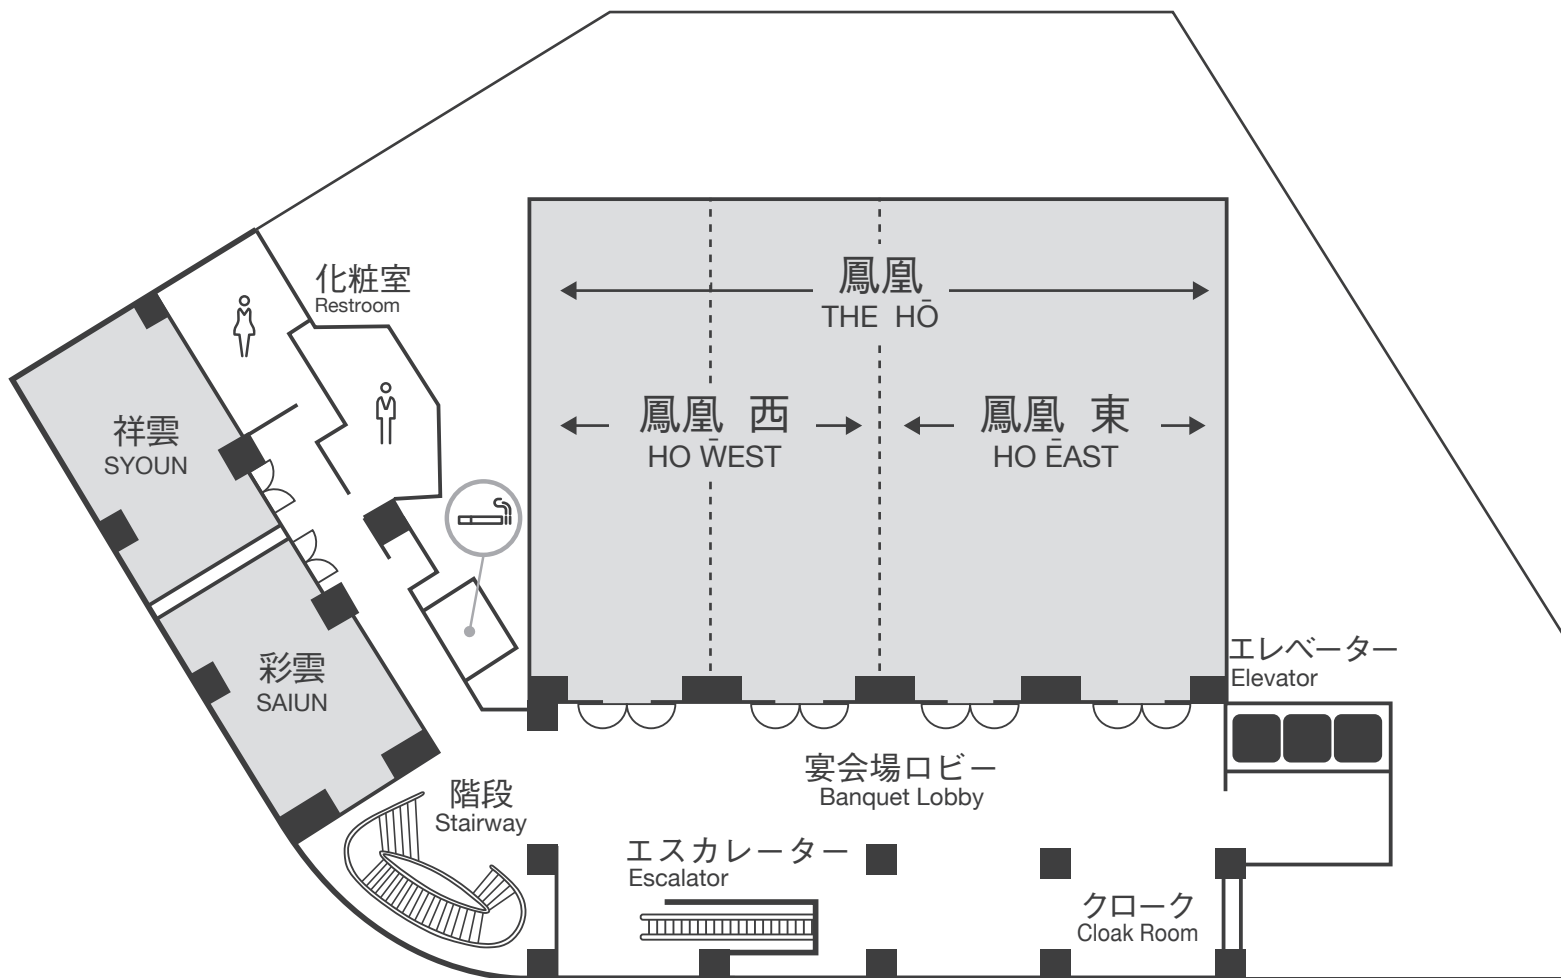 鳳凰
THE HŌ
化粧室
Restroom
鳳凰 西
HO W̄EST
鳳凰 東
HO ĒAST
祥雲
SYOUN
彩雲
SAIUN
エレベーター
Elevator
宴会場ロビー
Banquet Lobby
階段
Stairway
エスカレーター
Escalator
クローク
Cloak Room